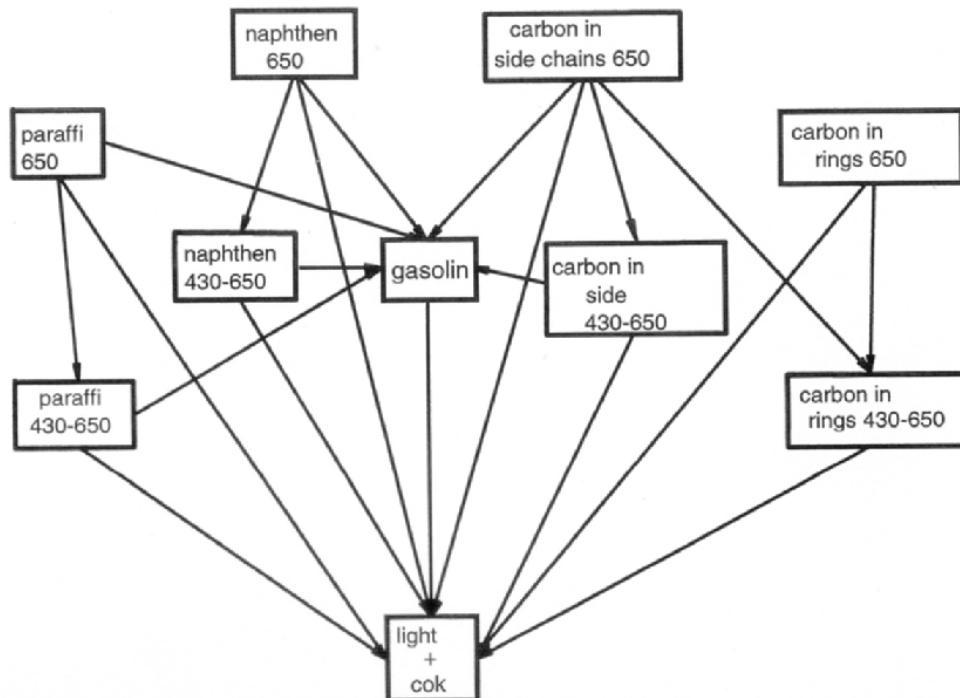 naphthen
650
carbon in
side chains 650
paraffi
650
carbon in
rings 650
naphthen
430-650
gasolin
carbon in
side
430-650
paraffi
430-650
carbon in
rings 430-650
light
+
cok